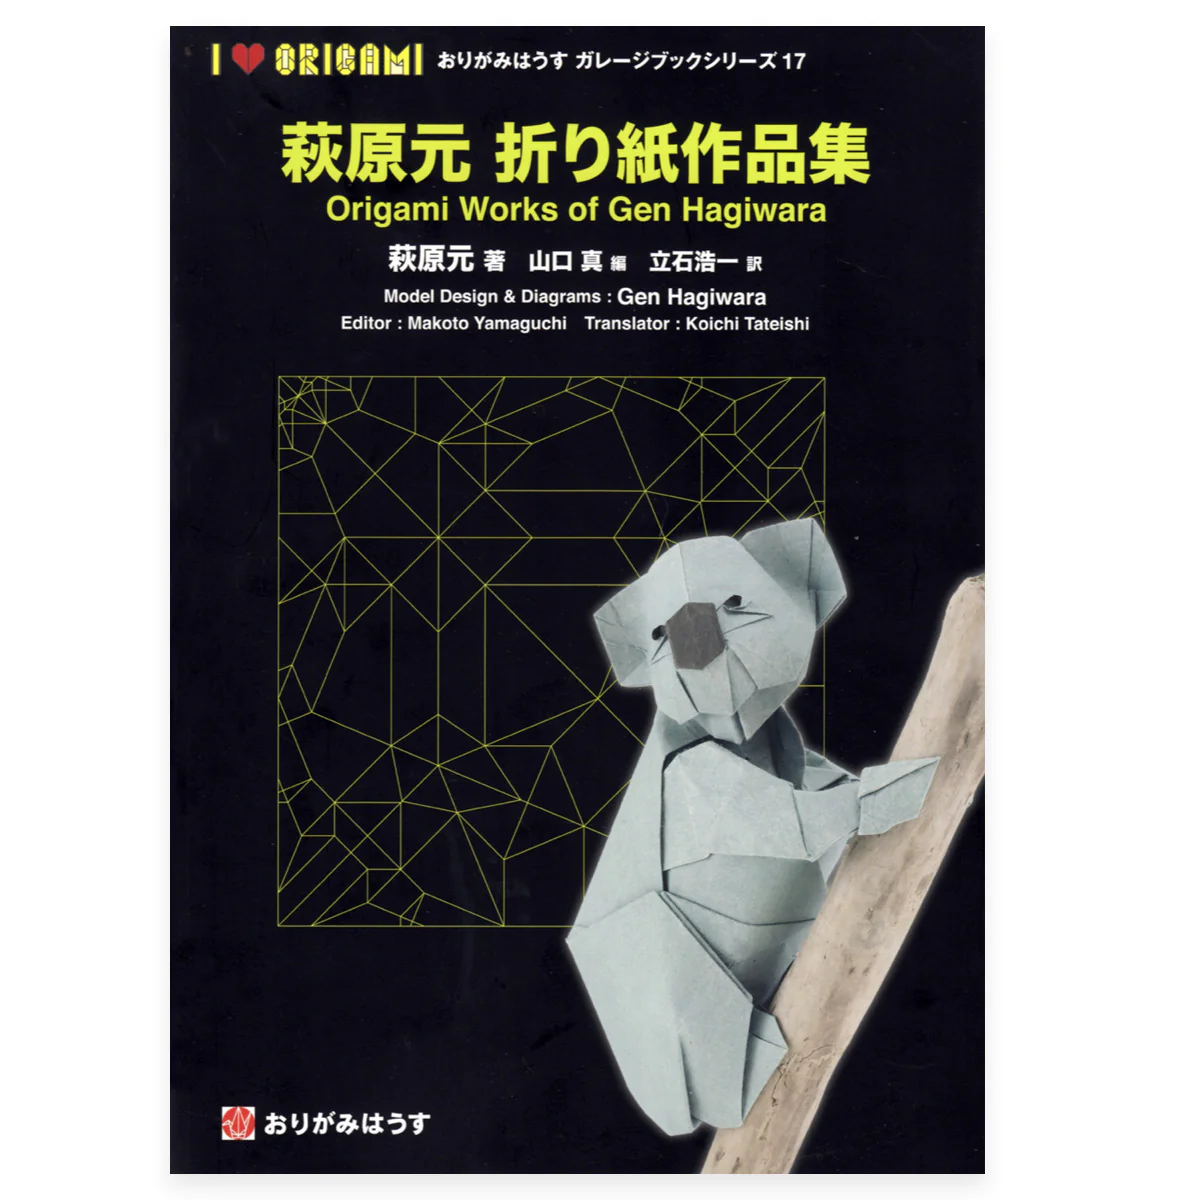 I ♥ ORIGAMI おりがみはうす ガレージブックシリーズ 17
萩原元 折り紙作品集
Origami Works of Gen Hagiwara
萩原元 著 山口 真 編 立石浩一 訳
Model Design & Diagrams : Gen Hagiwara
Editor : Makoto Yamaguchi Translator : Koichi Tateishi
おりがみはうす